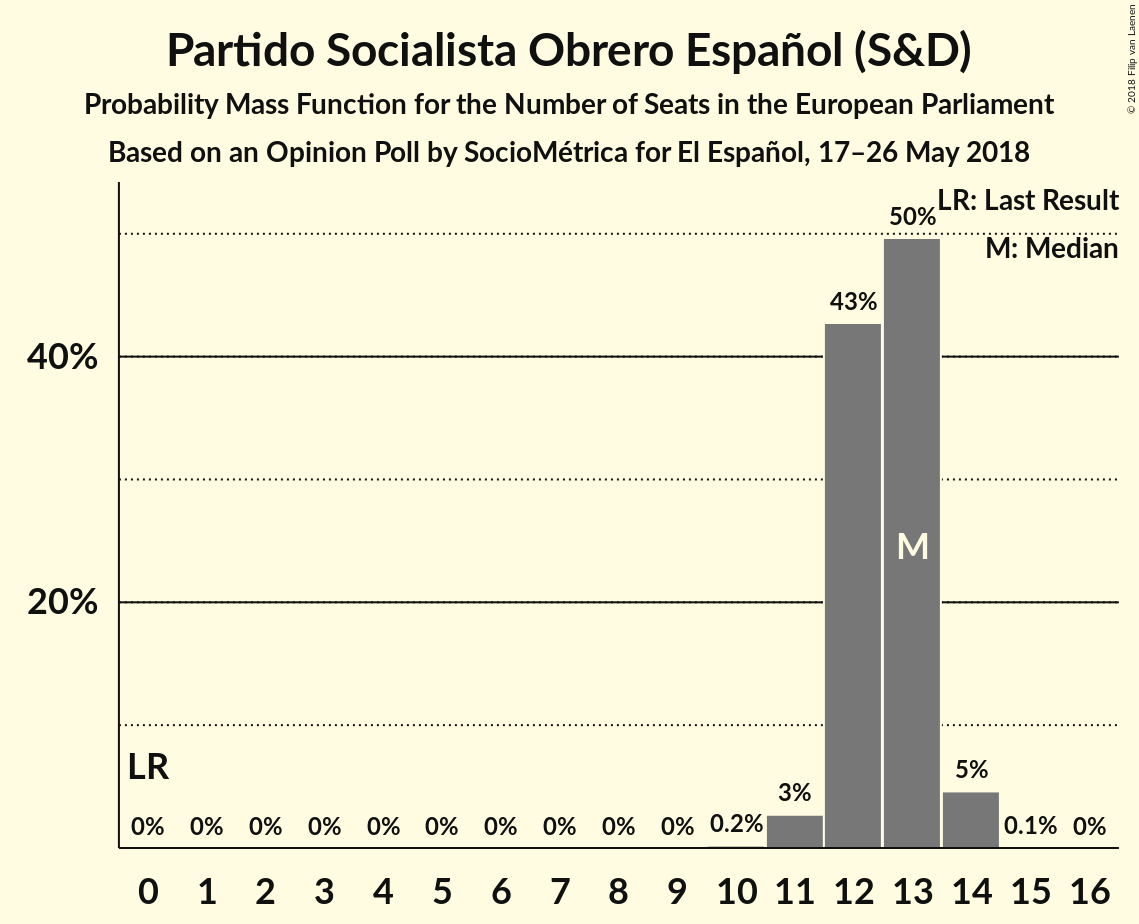 Partido Socialista Obrero Español (S&D)
Probability Mass Function for the Number of Seats in the European Parliament
Based on an Opinion Poll by SocioMétrica for El Español, 17–26 May 2018
© 2018 Filip van Laenen
LR: Last Result
M: Median
50%
43%
40%
M
20%
LR
5%
3%
0% 0% 0% 0% 0% 0% 0% 0% 0% 0% 0.2% 0.1% 0%
0 1 2 3 4 5 6 7 8 9 10 11 12 13 14 15 16